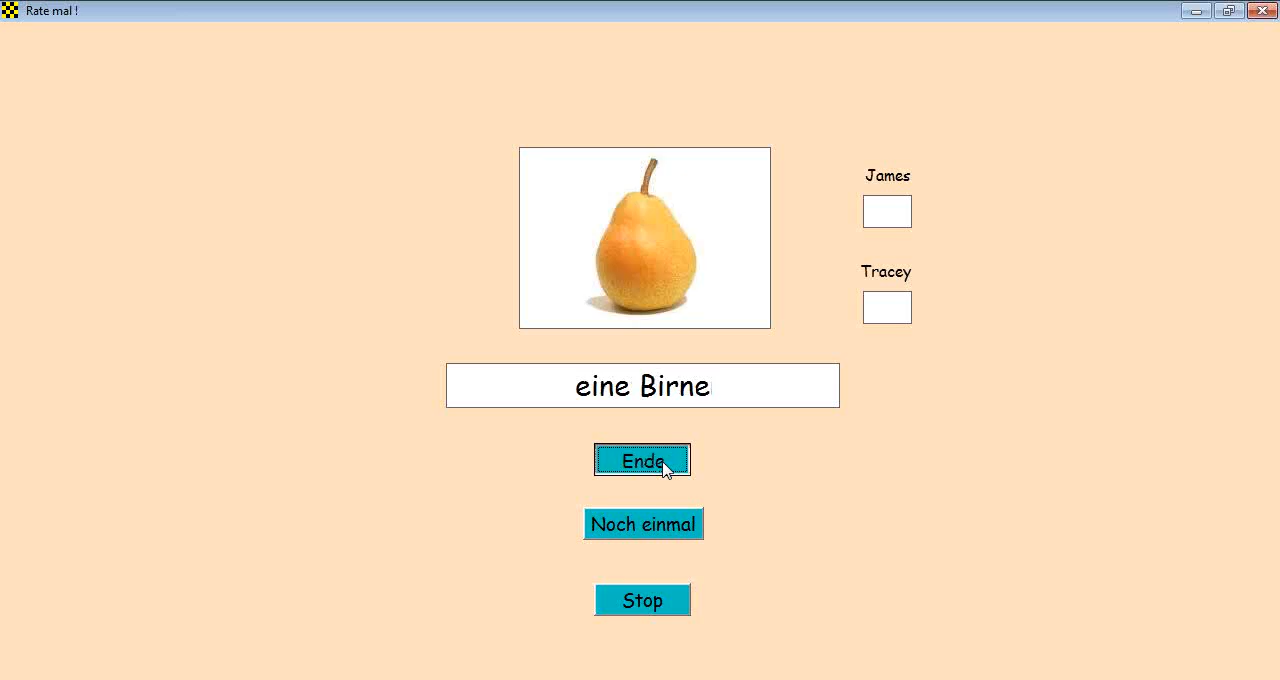 Rate mal !
James
Tracey
eine Birne
Ende
Noch einmal
Stop